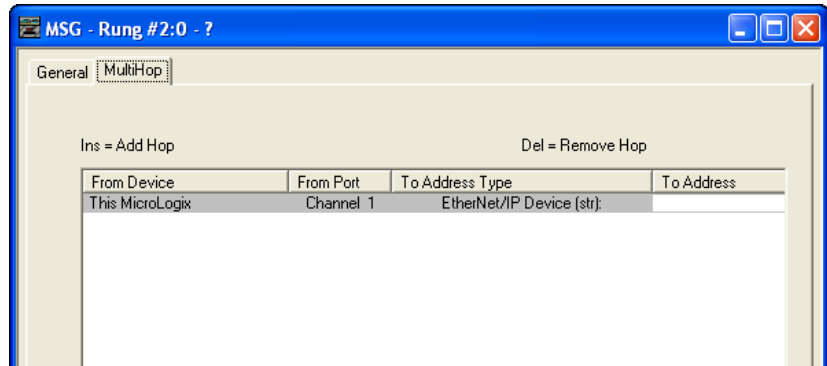 MSG - Rung #2:0 - ?
General MultiHop
Ins = Add Hop Del = Remove Hop
From Device From Port To Address Type To Address
This MicroLogix Channel 1 EtherNet/IP Device (str):